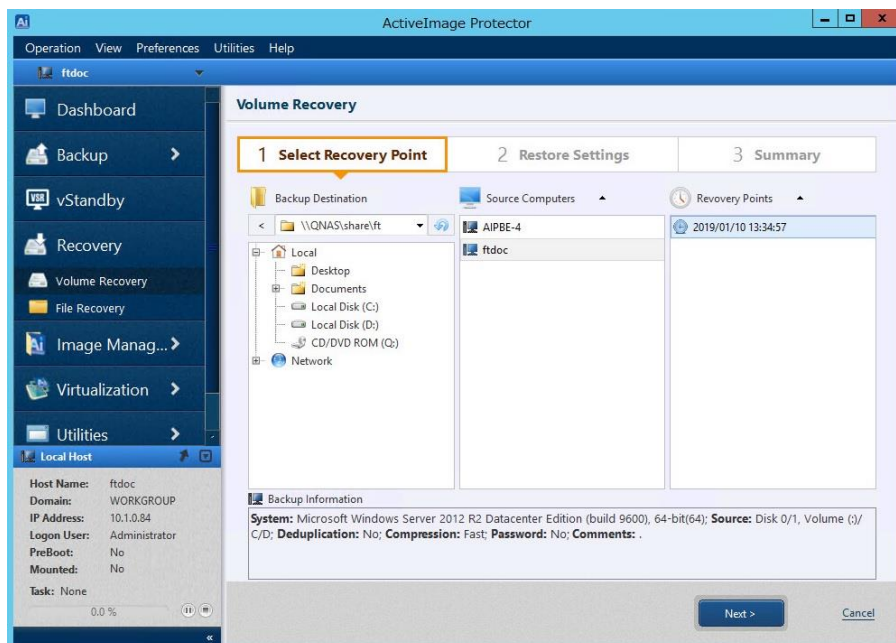 Ai
ActiveImage Protector
Operation View Preferences Utilities Help
ftdoc
Dashboard
Backup
VSB vStandby
Recovery
Volume Recovery
File Recovery
Ai Image Manag...
Virtualization
Utilities
Local Host
Host Name: ftdoc
Domain: WORKGROUP
IP Address: 10.1.0.84
Logon User: Administrator
PreBoot: No
Mounted: No
Task: None
0.0 %
Volume Recovery
1 Select Recovery Point
2 Restore Settings
3 Summary
Backup Destination
< \\QNAS\share\ft
Local
Desktop
Documents
Local Disk (C:)
Local Disk (D:)
CD/DVD ROM (Q:)
Network
Source Computers
AIPBE-4
ftdoc
Revovery Points
2019/01/10 13:34:57
Backup Information
System: Microsoft Windows Server 2012 R2 Datacenter Edition (build 9600), 64-bit(64); Source: Disk 0/1, Volume (:)/
C/D; Deduplication: No; Compression: Fast; Password: No; Comments: .
Next >
Cancel